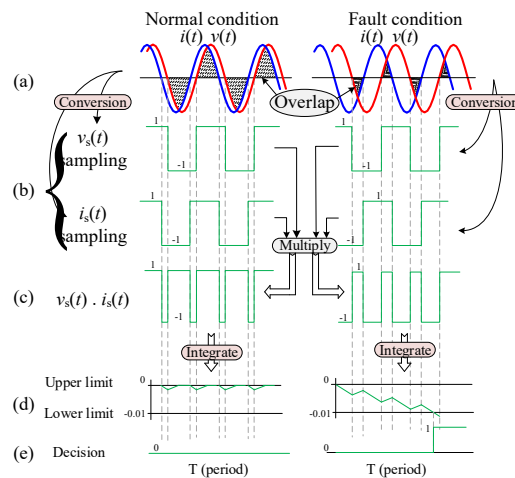 Normal condition
Fault condition
i(t) v(t)
i(t) v(t)
(a)
Overlap
Conversion
Conversion
1
1
vs(t)
sampling
-1
-1
(b)
1
1
is(t)
sampling
-1
-1
Multiply
1
1
(c)
vs(t) . is(t)
-1
-1
Integrate
Integrate
Upper limit
0
0
(d)
Lower limit
-0.01
-0.01
1
(e)
Decision
0
0
T (period)
T (period)